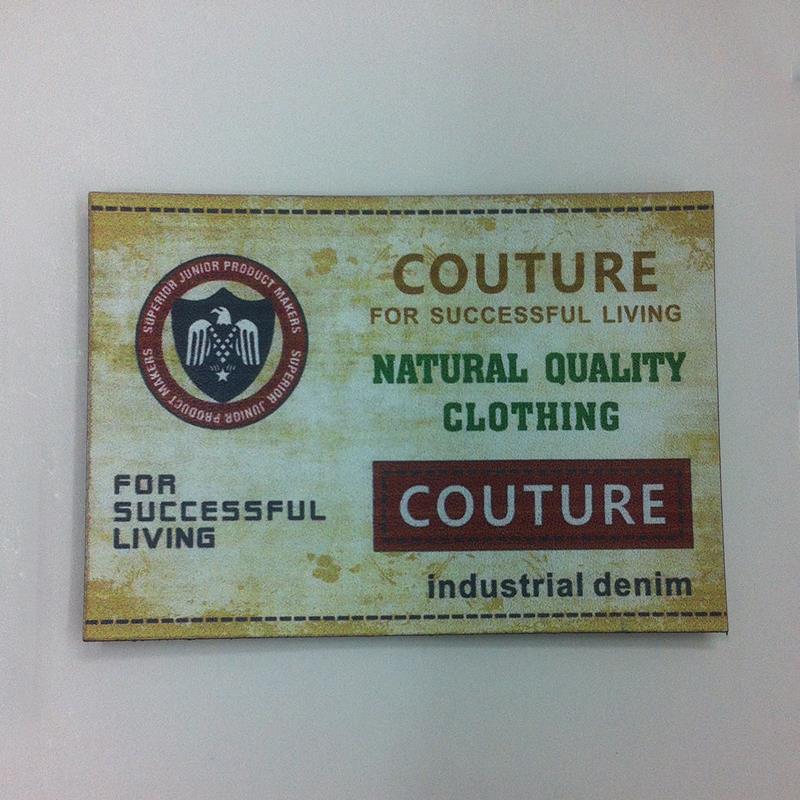 SUPERIOR JUNIOR PRODUCT MAKERS
SUPERIOR JUNIOR PRODUCT MAKERS
FOR
SUCCESSFUL
LIVING
COUTURE
FOR SUCCESSFUL LIVING
NATURAL QUALITY
CLOTHING
COUTURE
industrial denim